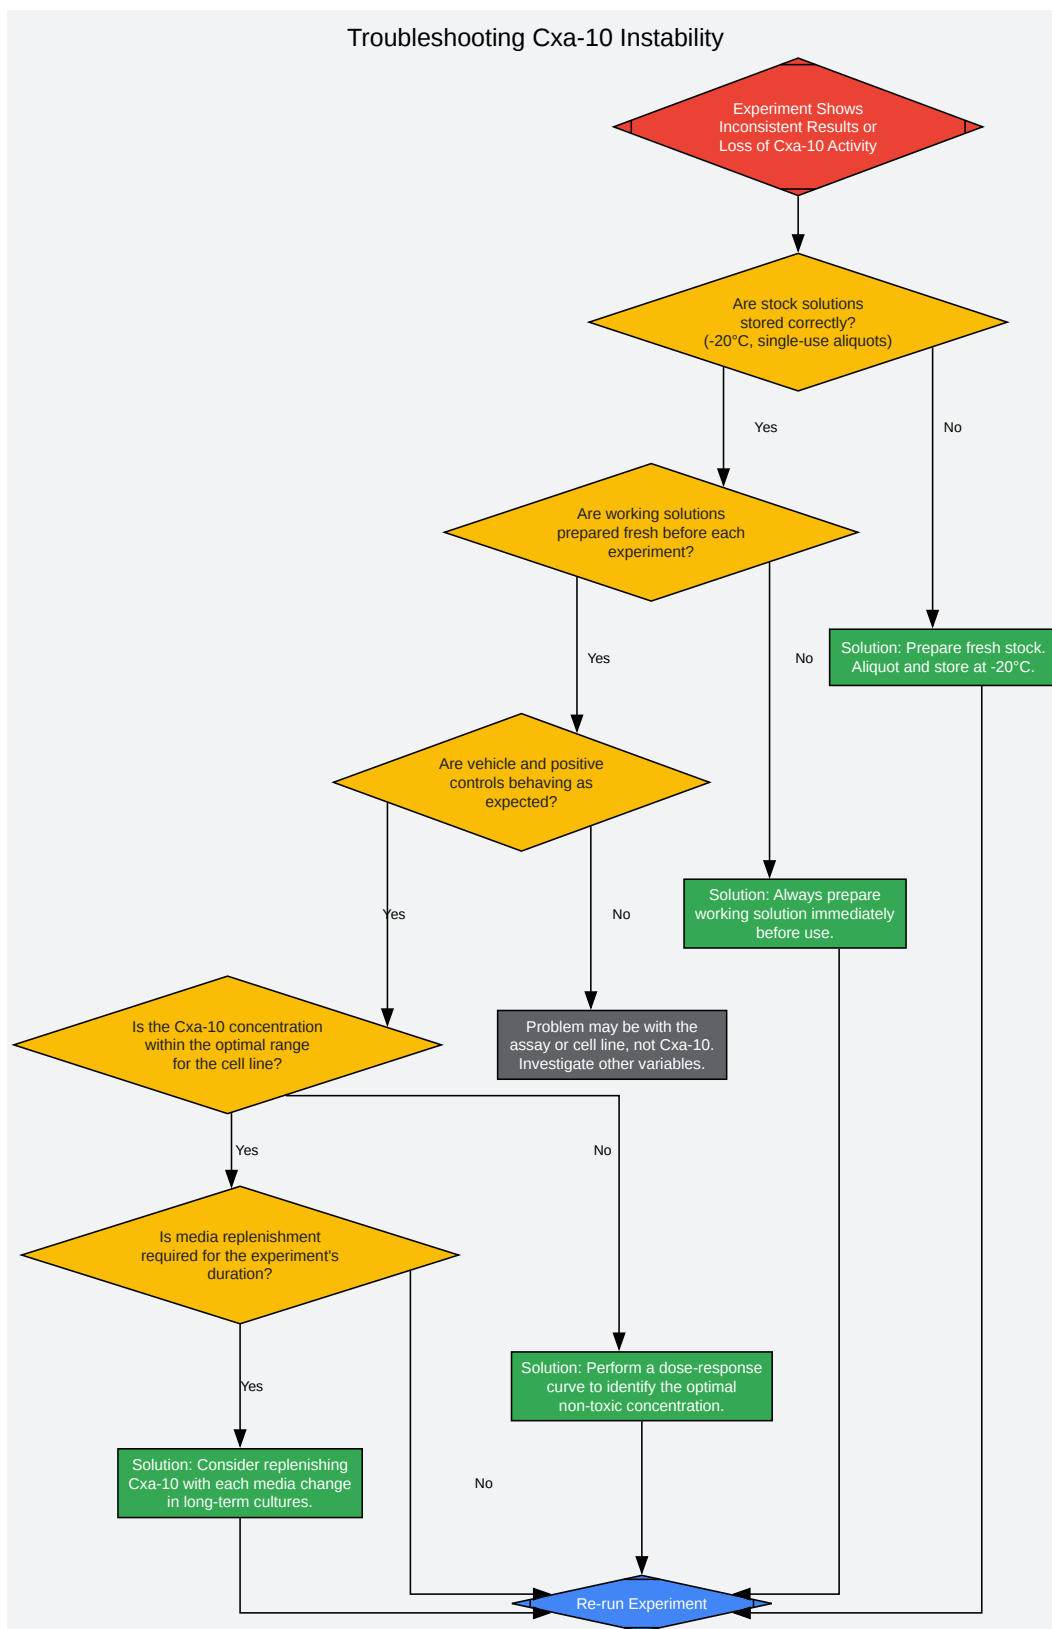 Troubleshooting Cxa-10 Instability
Experiment Shows
Inconsistent Results or
Loss of Cxa-10 Activity
Are stock solutions
stored correctly?
(-20°C, single-use aliquots)
Yes
No
Are working solutions
prepared fresh before each
experiment?
Yes
No
Solution: Prepare fresh stock.
Aliquot and store at -20°C.
Are vehicle and positive
controls behaving as
expected?
Yes
No
Solution: Always prepare
working solution immediately
before use.
Is the Cxa-10 concentration
within the optimal range
for the cell line?
Problem may be with the
assay or cell line, not Cxa-10.
Investigate other variables.
Yes
No
Is media replenishment
required for the experiment's
duration?
Yes
Solution: Perform a dose-response
curve to identify the optimal
non-toxic concentration.
Solution: Consider replenishing
Cxa-10 with each media change
in long-term cultures.
No
Re-run Experiment